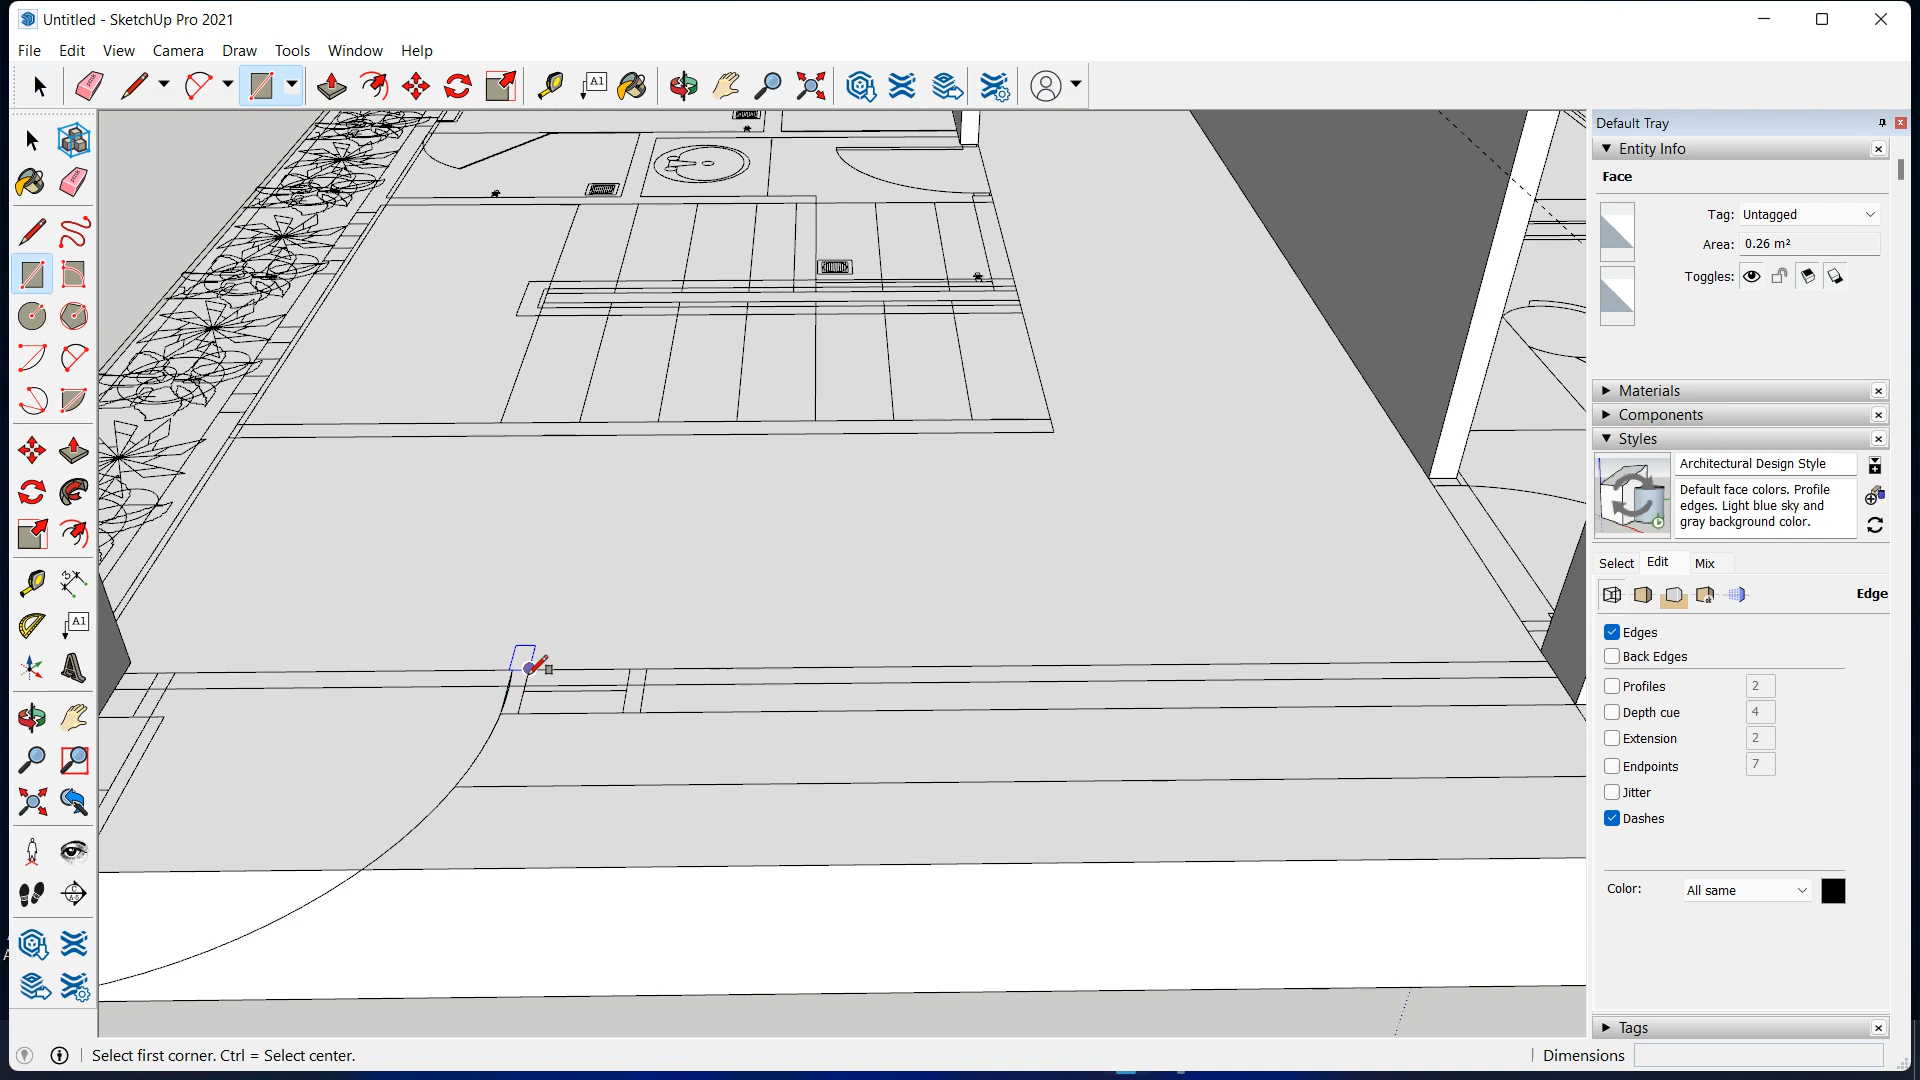 Untitled - SketchUp Pro 2021
File Edit View Camera Draw Tools Window Help
A1
Default Tray
Entity Info
Face
Tag: Untagged
Area: 0.26 m²
Toggles:
Materials
Components
Styles
Architectural Design Style
Default face colors. Profile
edges. Light blue sky and
gray background color.
Select Edit Mix
Edge
Edges
Back Edges
Profiles 2
Depth cue 4
Extension 2
Endpoints 7
Jitter
Dashes
Color: All same
Tags
A1
Select first corner. Ctrl = Select center.
Dimensions